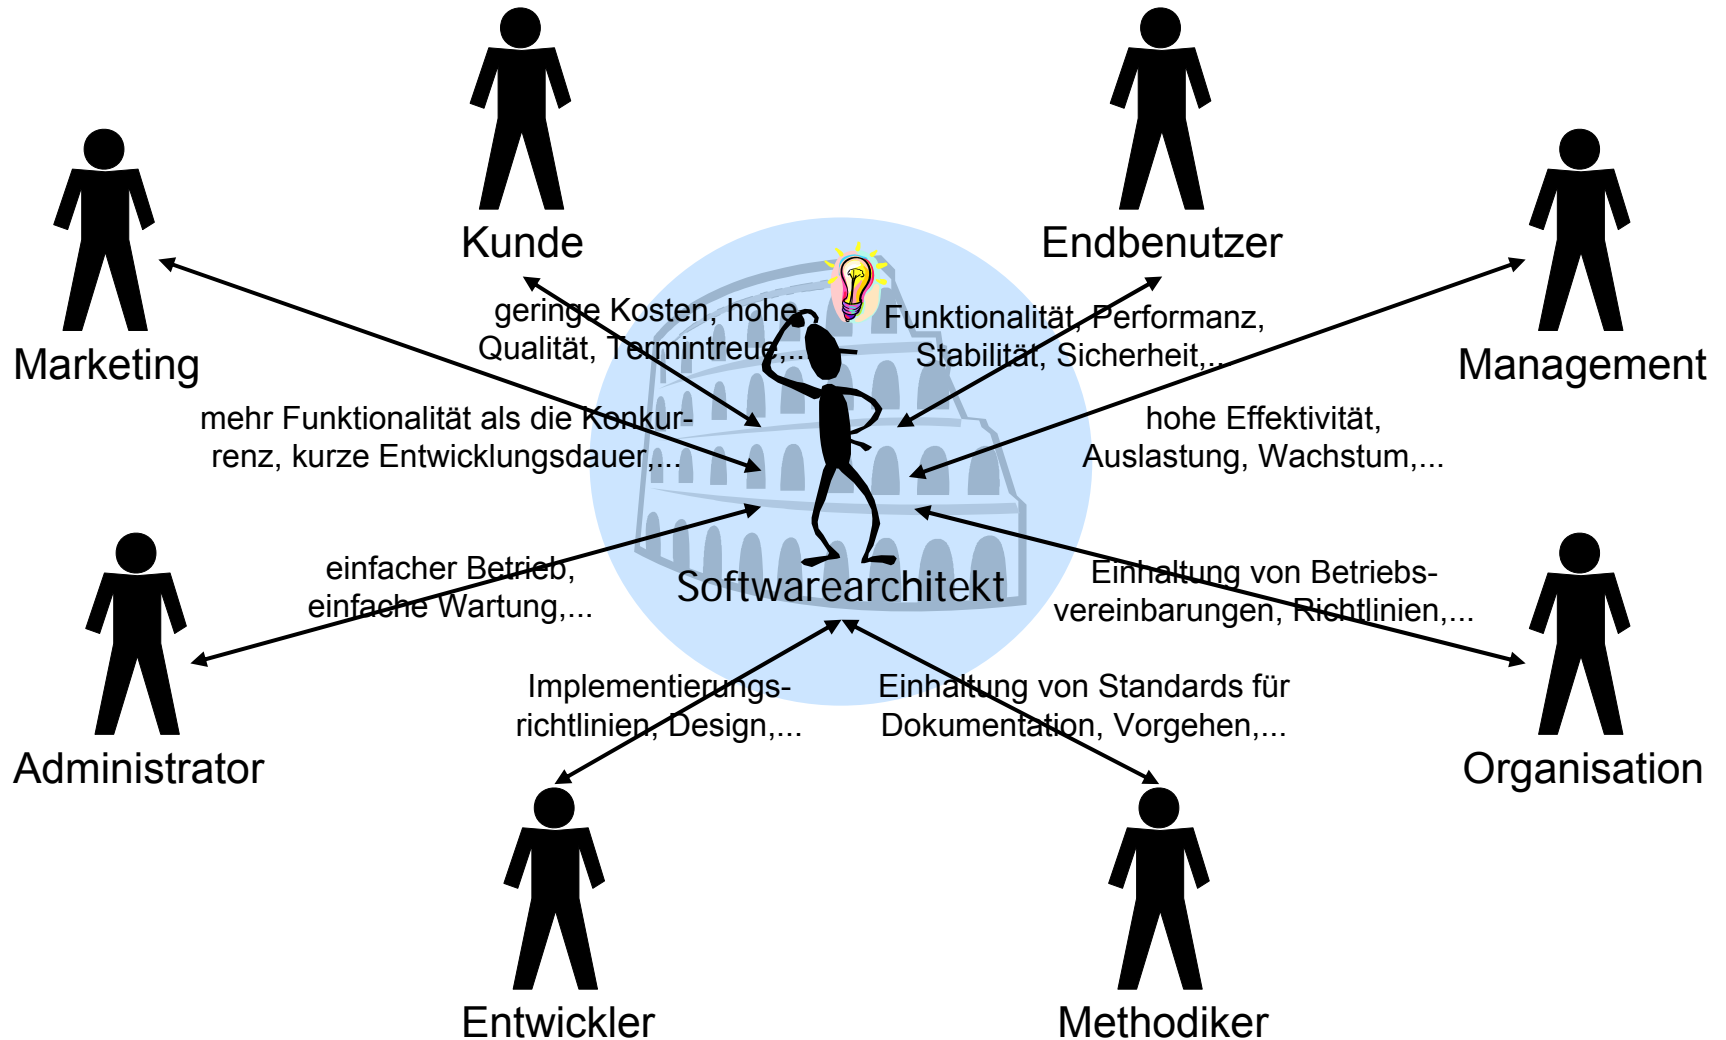 Kunde
Endbenutzer
Marketing
Management
geringe Kosten, hohe
Qualität, Termintreue,...
Funktionalität, Performanz,
Stabilität, Sicherheit,...
mehr Funktionalität als die Konkur-
renz, kurze Entwicklungsdauer,...
hohe Effektivität,
Auslastung, Wachstum,...
einfacher Betrieb,
einfache Wartung,...
Softwarearchitekt
Einhaltung von Betriebs-
vereinbarungen, Richtlinien,...
Implementierungs-
richtlinien, Design,...
Einhaltung von Standards für
Dokumentation, Vorgehen,...
Administrator
Organisation
Entwickler
Methodiker